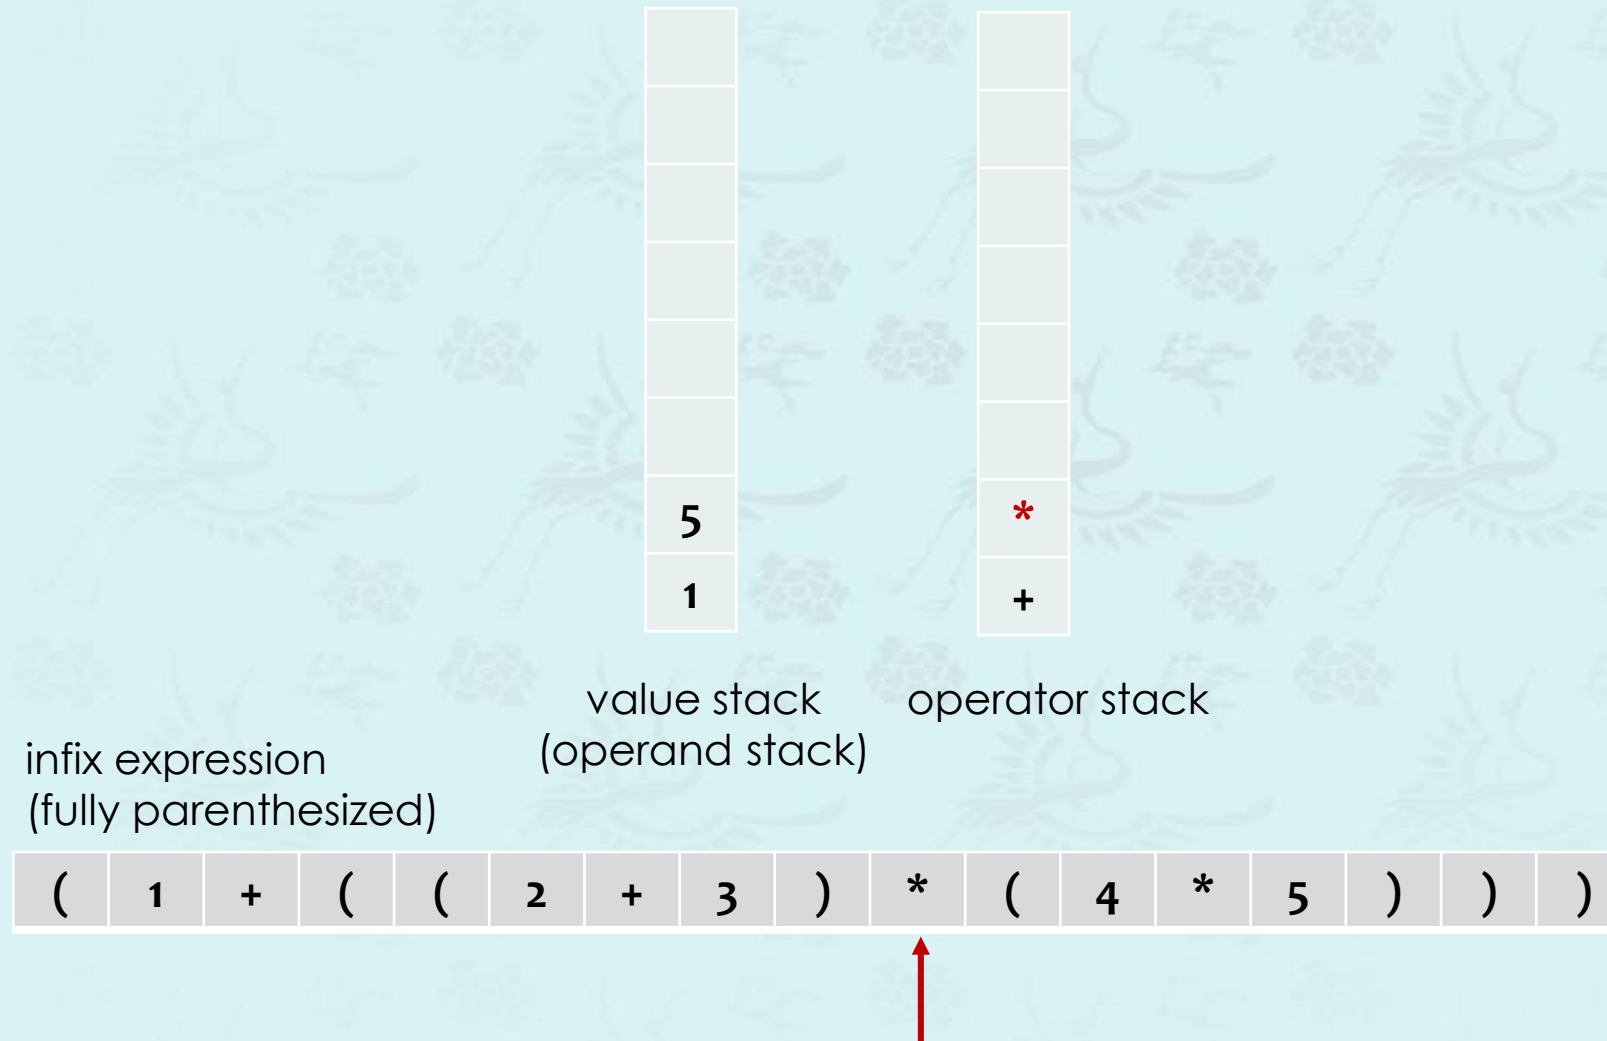 5 *
1 +
value stack operator stack
(operand stack)
infix expression
(fully parenthesized)
( 1 + ( ( 2 + 3 ) * ( 4 * 5 ) ) )